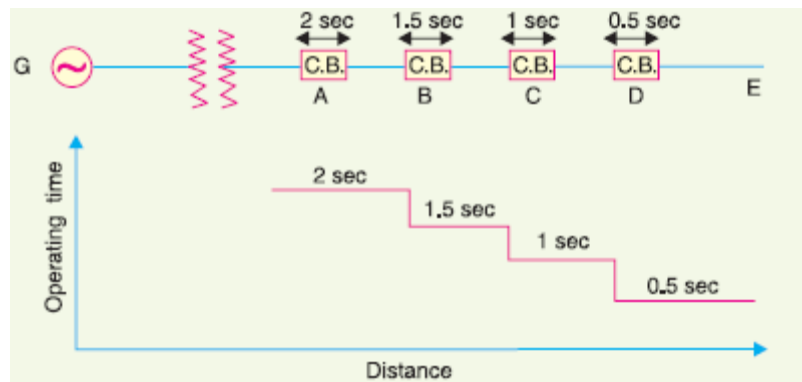 2 sec 1.5 sec 1 sec 0.5 sec
G C.B. C.B. C.B. C.B.
A B C D E
2 sec
1.5 sec
1 sec
0.5 sec
Operating time
Distance